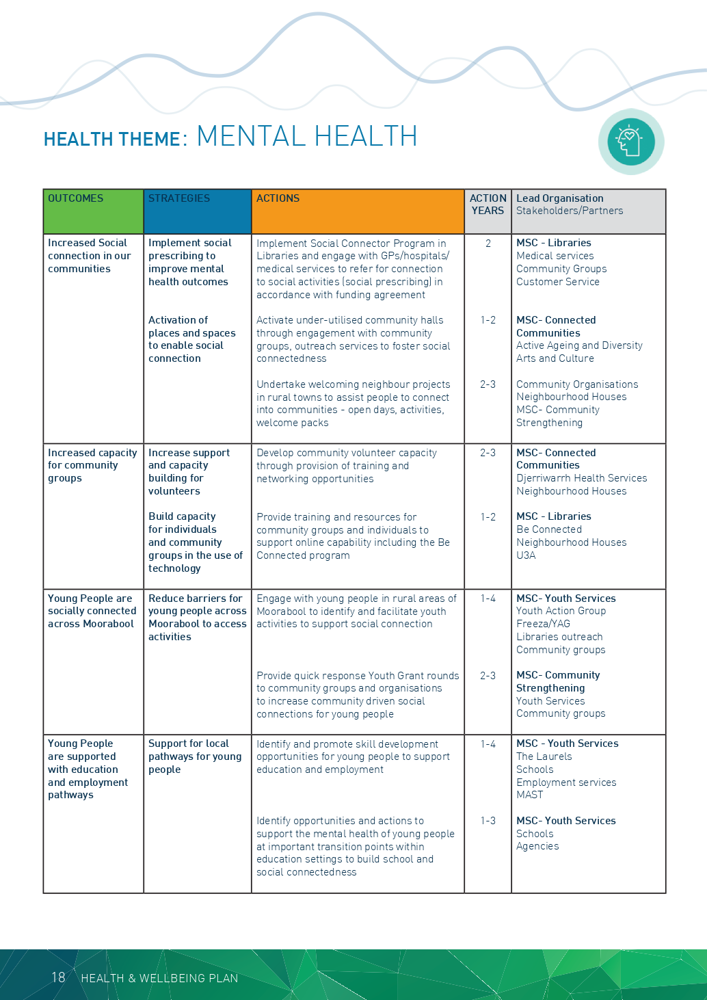 HEALTH THEME: MENTAL HEALTH
OUTCOMES
STRATEGIES
ACTIONS
ACTION
YEARS
Lead Organisation
Stakeholders/Partners
Increased Social
connection in our
communities
Implement social
prescribing to
improve mental
health outcomes
Implement Social Connector Program in
Libraries and engage with GPs/hospitals/
medical services to refer for connection
to social activities (social prescribing) in
accordance with funding agreement
2
MSC - Libraries
Medical services
Community Groups
Customer Service
Activation of
places and spaces
to enable social
connection
Activate under-utilised community halls
through engagement with community
groups, outreach services to foster social
connectedness
1-2
MSC- Connected
Communities
Active Ageing and Diversity
Arts and Culture
Undertake welcoming neighbour projects
in rural towns to assist people to connect
into communities - open days, activities,
welcome packs
2-3
Community Organisations
Neighbourhood Houses
MSC- Community
Strengthening
Increased capacity
for community
groups
Increase support
and capacity
building for
volunteers
Develop community volunteer capacity
through provision of training and
networking opportunities
2-3
MSC- Connected
Communities
Djerriwarrh Health Services
Neighbourhood Houses
Build capacity
for individuals
and community
groups in the use of
technology
Provide training and resources for
community groups and individuals to
support online capability including the Be
Connected program
1-2
MSC - Libraries
Be Connected
Neighbourhood Houses
U3A
Young People are
socially connected
across Moorabool
Reduce barriers for
young people across
Moorabool to access
activities
Engage with young people in rural areas of
Moorabool to identify and facilitate youth
activities to support social connection
1-4
MSC- Youth Services
Youth Action Group
Freeza/YAG
Libraries outreach
Community groups
Provide quick response Youth Grant rounds
to community groups and organisations
to increase community driven social
connections for young people
2-3
MSC- Community
Strengthening
Youth Services
Community groups
Young People
are supported
with education
and employment
pathways
Support for local
pathways for young
people
Identify and promote skill development
opportunities for young people to support
education and employment
1-4
MSC - Youth Services
The Laurels
Schools
Employment services
MAST
Identify opportunities and actions to
support the mental health of young people
at important transition points within
education settings to build school and
social connectedness
1-3
MSC- Youth Services
Schools
Agencies
18 HEALTH & WELLBEING PLAN